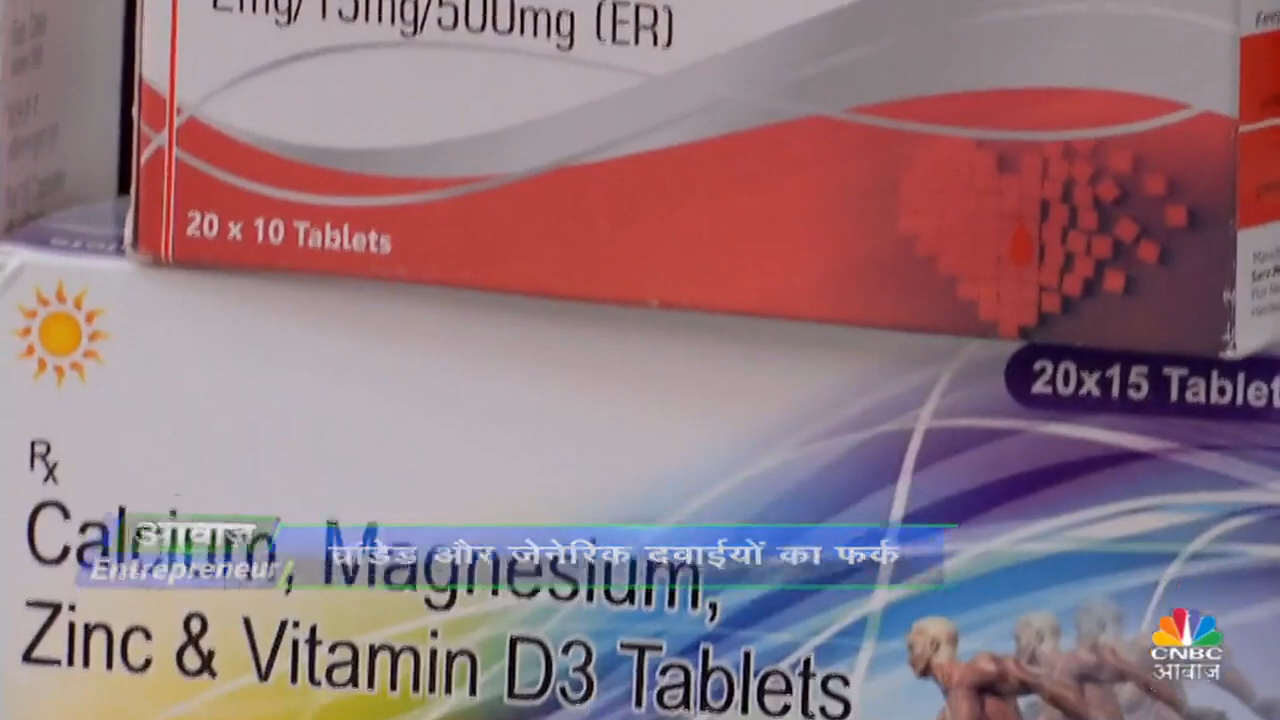 2mg/15mg/500mg (ER)
20 x 10 Tablets
20x15 Tablet
Rx
Calcium, Magnesium,
Zinc & Vitamin D3 Tablets
आवाज़
Entrepreneur
ब्रांडेड और जेनेरिक दवाईयों का फर्क
CNBC
आवाज़